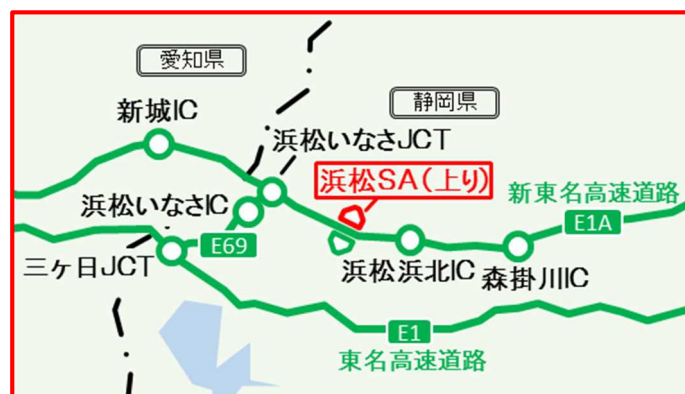 愛知県
静岡県
新城IC
浜松いなさJCT
浜松SA(上り)
新東名高速道路
浜松いなさIC
E1A
E69
三ヶ日JCT
浜松浜北IC
森掛川IC
E1
東名高速道路